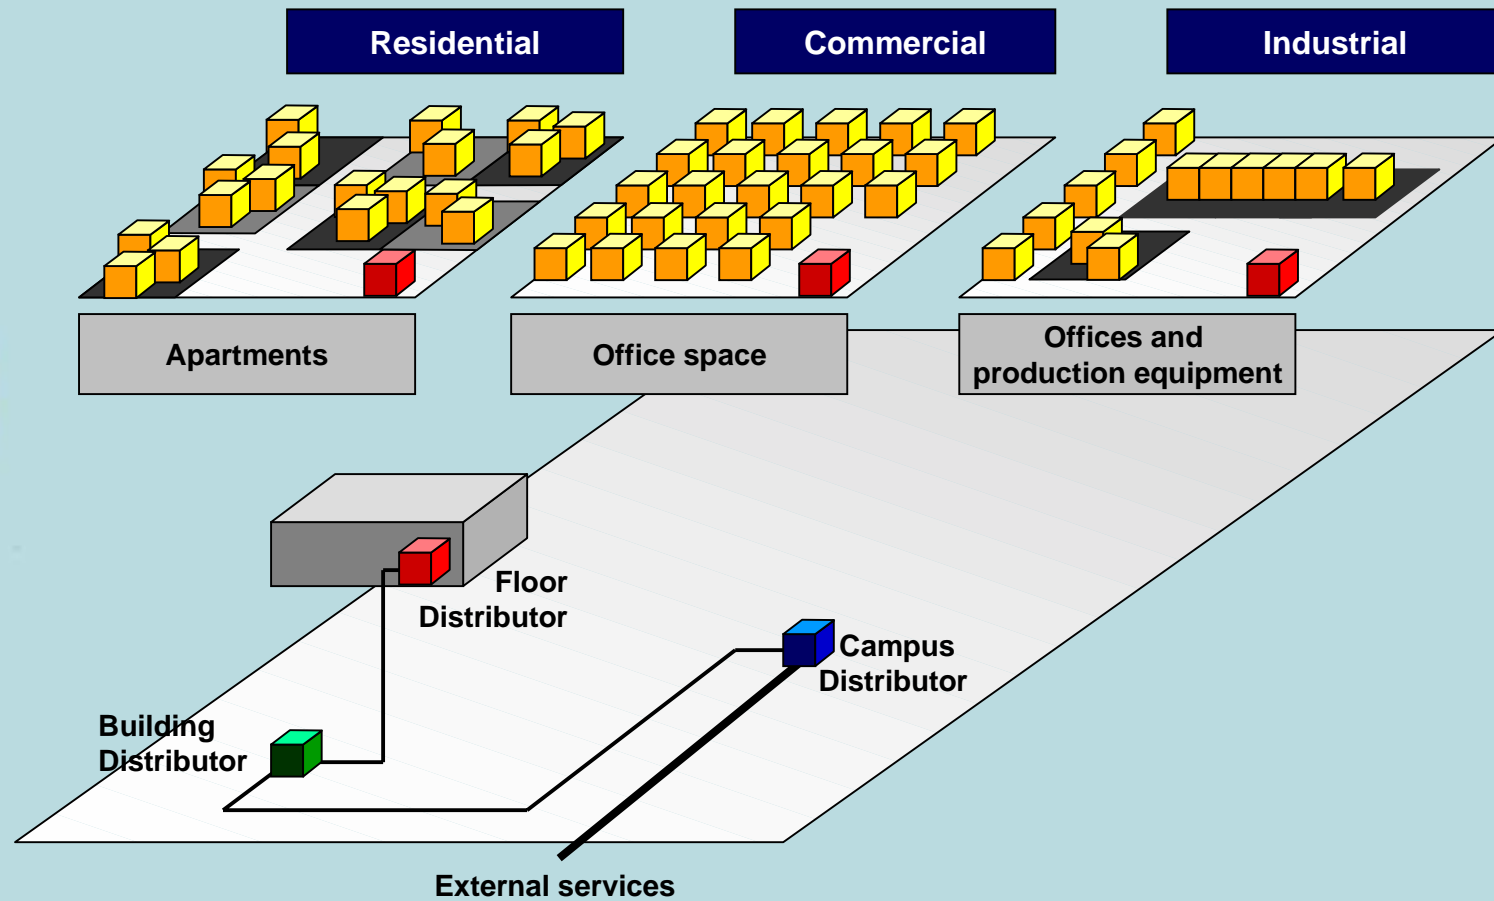 Residential
Commercial
Industrial
Apartments
Office space
Offices and
production equipment
Floor
Distributor
Campus
Distributor
Building
Distributor
External services